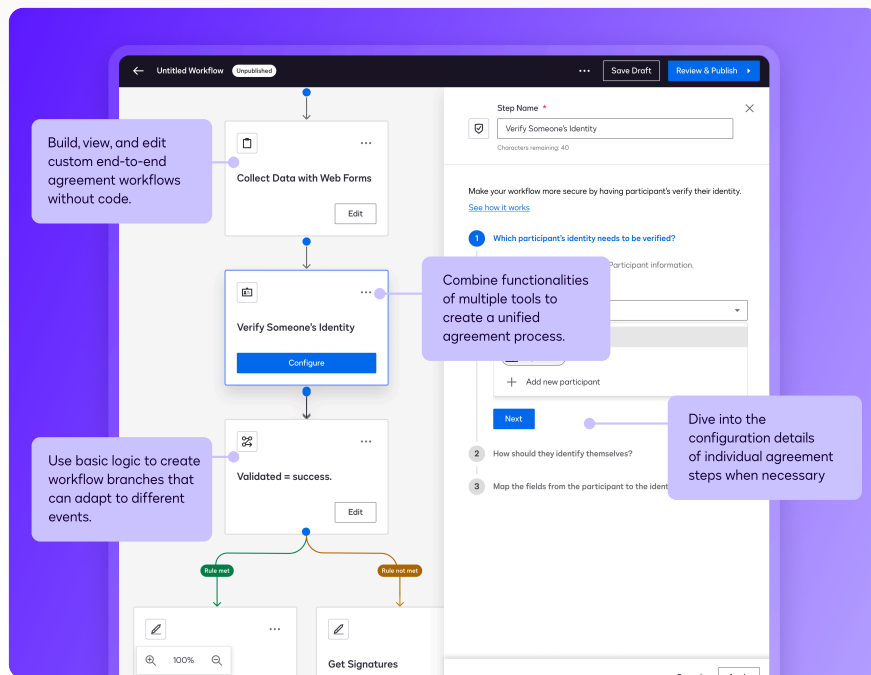 Untitled Workflow
Unpublished
Save Draft
Review & Publish
Build, view, and edit
custom end-to-end
agreement workflows
without code.
Collect Data with Web Forms
Edit
Verify Someone's Identity
Configure
Use basic logic to create
workflow branches that
can adapt to different
events.
Validated = success.
Edit
Rule met
Rule not met
100%
Get Signatures
Step Name *
Verify Someone's Identity
Characters remaining: 40
Make your workflow more secure by having participant's verify their identity.
See how it works
1 Which participant's identity needs to be verified?
Participant information.
Combine functionalities
of multiple tools to
create a unified
agreement process.
Add new participant
Next
Dive into the
configuration details
of individual agreement
steps when necessary
2 How should they identify themselves?
3 Map the fields from the participant to the ident